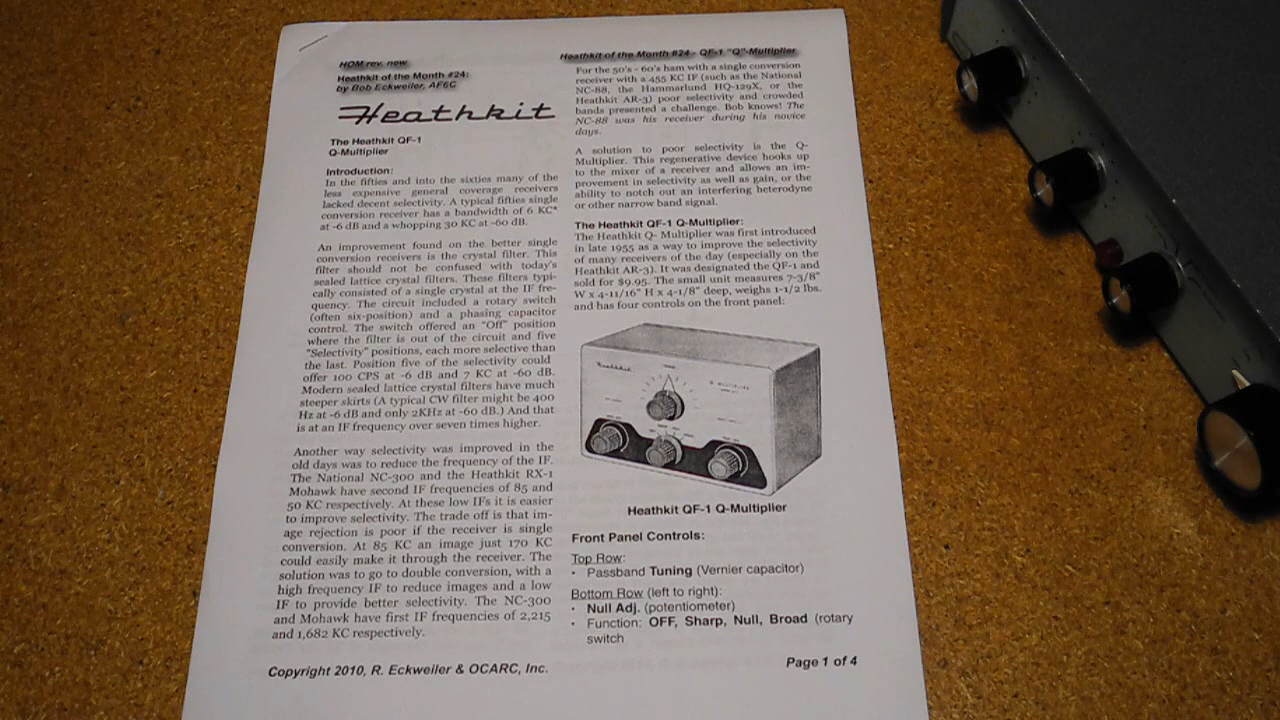 HOM rev. new
Heathkit of the Month #24:
by Bob Eckweiler, AF6C
Heathkit
The Heathkit QF-1
Q-Multiplier
Introduction:
In the fifties and into the sixties many of the
less expensive general coverage receivers
lacked decent selectivity. A typical fifties single
conversion receiver has a bandwidth of 6 KC*
at -6 dB and a whopping 30 KC at -60 dB.
An improvement found on the better single
conversion receivers is the crystal filter. This
filter should not be confused with today's
sealed lattice crystal filters. These filters typi-
cally consisted of a single crystal at the IF fre-
quency. The circuit included a rotary switch
(often six-position) and a phasing capacitor
control. The switch offered an "Off" position
where the filter is out of the circuit and five
"Selectivity" positions, each more selective than
the last. Position five of the selectivity could
offer 100 CPS at -6 dB and 7 KC at -60 dB.
Modern sealed lattice crystal filters have much
steeper skirts (A typical CW filter might be 400
Hz at -6 dB and only 2KHz at -60 dB.) And that
is at an IF frequency over seven times higher.
Another way selectivity was improved in the
old days was to reduce the frequency of the IF.
The National NC-300 and the Heathkit RX-1
Mohawk have second IF frequencies of 85 and
50 KC respectively. At these low IFs it is easier
to improve selectivity. The trade off is that im-
age rejection is poor if the receiver is single
conversion. At 85 KC an image just 170 KC
could easily make it through the receiver. The
solution was to go to double conversion, with a
high frequency IF to reduce images and a low
IF to provide better selectivity. The NC-300
and Mohawk have first IF frequencies of 2,215
and 1,682 KC respectively.
Heathkit of the Month #24 - QF-1 "Q"-Multiplier
For the 50's - 60's ham with a single conversion
receiver with a 455 KC IF (such as the National
NC-88, the Hammarlund HQ-129X, or the
Heathkit AR-3) poor selectivity and crowded
bands presented a challenge. Bob knows! The
NC-88 was his receiver during his novice
days.
A solution to poor selectivity is the Q-
Multiplier. This regenerative device hooks up
to the mixer of a receiver and allows an im-
provement in selectivity as well as gain, or the
ability to notch out an interfering heterodyne
or other narrow band signal.
The Heathkit QF-1 Q-Multiplier:
The Heathkit Q- Multiplier was first introduced
in late 1955 as a way to improve the selectivity
of many receivers of the day (especially on the
Heathkit AR-3). It was designated the QF-1 and
sold for $9.95. The small unit measures 7-3/8"
W x 4-11/16" H x 4-1/8" deep, weighs 1-1/2 lbs.
and has four controls on the front panel:
Heathkit
Heathkit QF-1 Q-Multiplier
Front Panel Controls:
Top Row:
• Passband Tuning (Vernier capacitor)
Bottom Row (left to right):
• Null Adj. (potentiometer)
• Function: OFF, Sharp, Null, Broad (rotary
switch
Copyright 2010, R. Eckweiler & OCARC, Inc.
Page 1 of 4